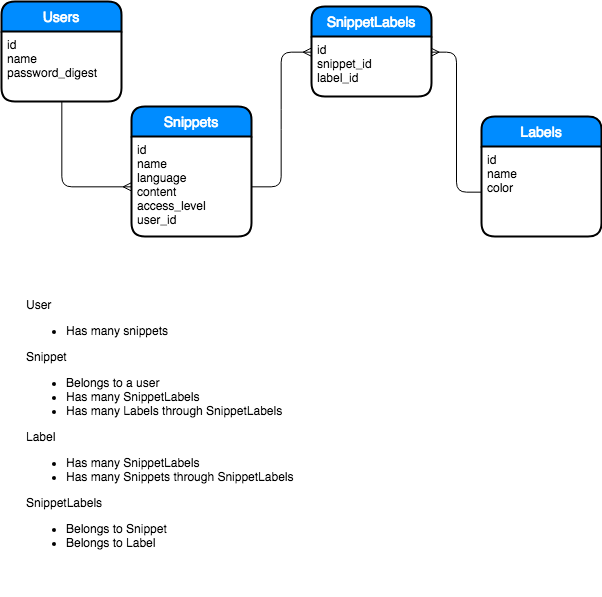 Users
id
name
password_digest
Snippets
id
name
language
content
access_level
user_id
SnippetLabels
id
snippet_id
label_id
Labels
id
name
color
User
• Has many snippets
Snippet
• Belongs to a user
• Has many SnippetLabels
• Has many Labels through SnippetLabels
Label
• Has many SnippetLabels
• Has many Snippets through SnippetLabels
SnippetLabels
• Belongs to Snippet
• Belongs to Label